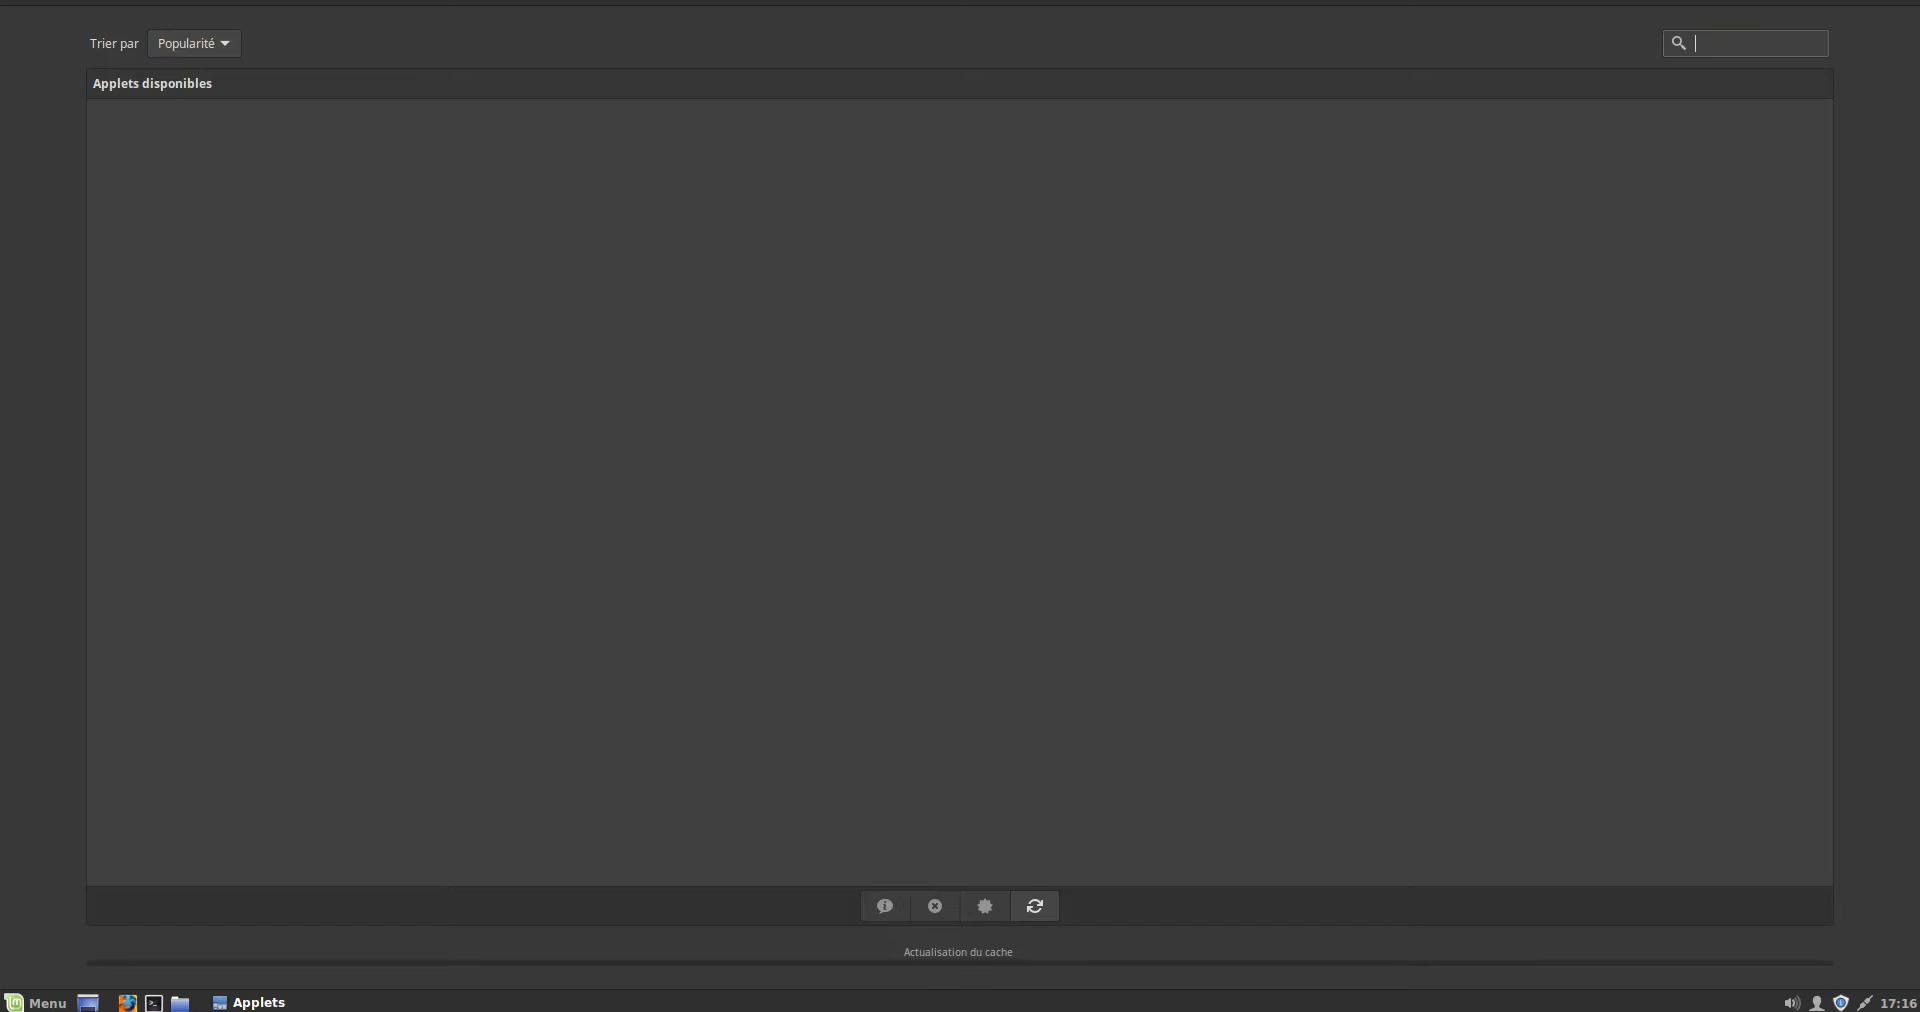 Trier par Popularité
Applets disponibles
Actualisation du cache
Menu Applets 17:16